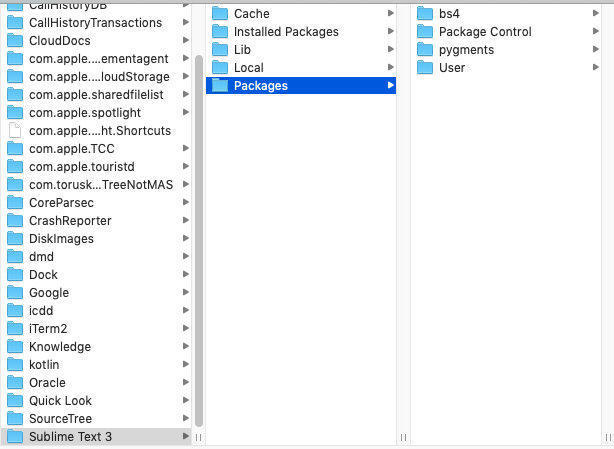 CallHistoryDB
CallHistoryTransactions
CloudDocs
com.apple....ementagent
com.apple....loudStorage
com.apple.sharedfilelist
com.apple.spotlight
com.apple....ht.Shortcuts
com.apple.TCC
com.apple.touristd
com.torusk...TreeNotMAS
CoreParsec
CrashReporter
DiskImages
dmd
Dock
Google
icdd
iTerm2
Knowledge
kotlin
Oracle
Quick Look
SourceTree
Sublime Text 3
Cache
Installed Packages
Lib
Local
Packages
bs4
Package Control
pygments
User